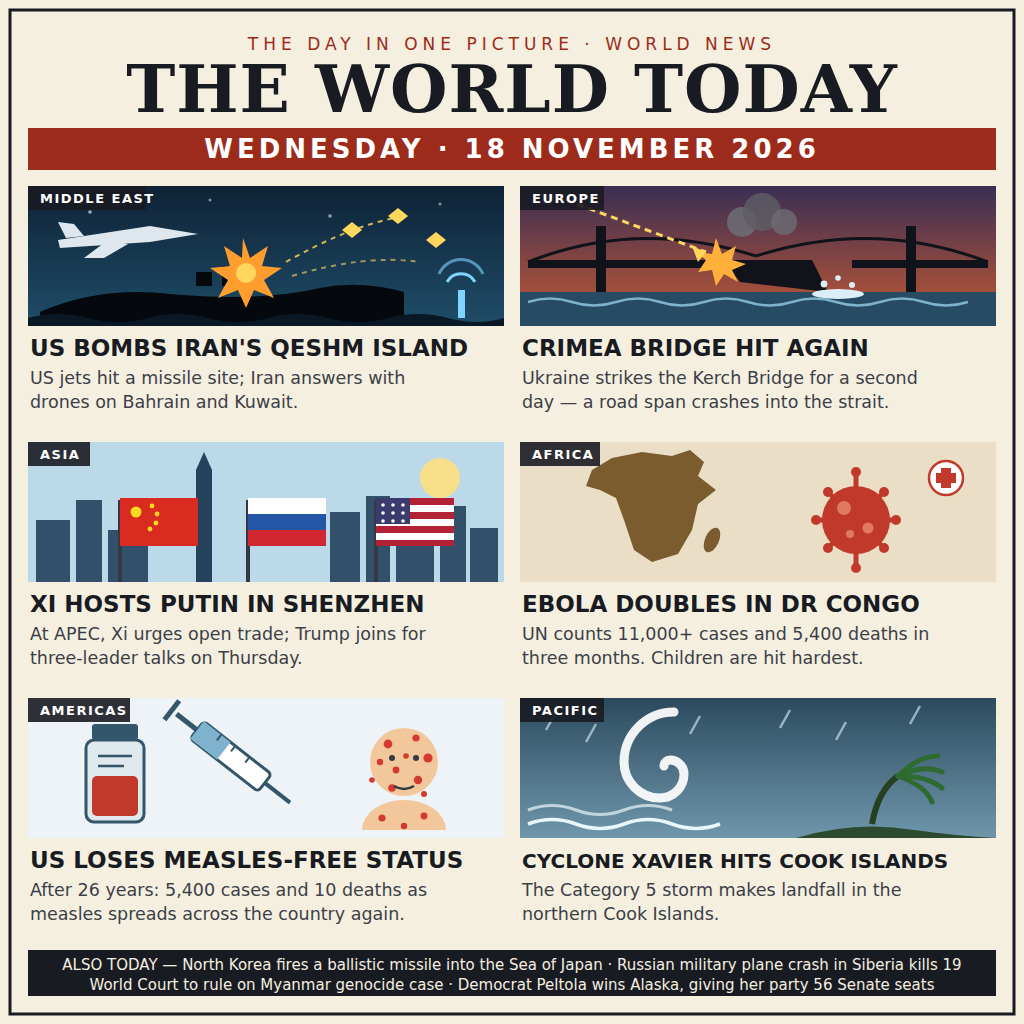 THE DAY IN ONE PICTURE · WORLD NEWS
THE WORLD TODAY
WEDNESDAY · 18 NOVEMBER 2026
MIDDLE EAST
US BOMBS IRAN'S QESHM ISLAND
US jets hit a missile site; Iran answers with
drones on Bahrain and Kuwait.
EUROPE
CRIMEA BRIDGE HIT AGAIN
Ukraine strikes the Kerch Bridge for a second
day — a road span crashes into the strait.
ASIA
XI HOSTS PUTIN IN SHENZHEN
At APEC, Xi urges open trade; Trump joins for
three-leader talks on Thursday.
AFRICA
EBOLA DOUBLES IN DR CONGO
UN counts 11,000+ cases and 5,400 deaths in
three months. Children are hit hardest.
AMERICAS
US LOSES MEASLES-FREE STATUS
After 26 years: 5,400 cases and 10 deaths as
measles spreads across the country again.
PACIFIC
CYCLONE XAVIER HITS COOK ISLANDS
The Category 5 storm makes landfall in the
northern Cook Islands.
ALSO TODAY — North Korea fires a ballistic missile into the Sea of Japan · Russian military plane crash in Siberia kills 19
World Court to rule on Myanmar genocide case · Democrat Peltola wins Alaska, giving her party 56 Senate seats